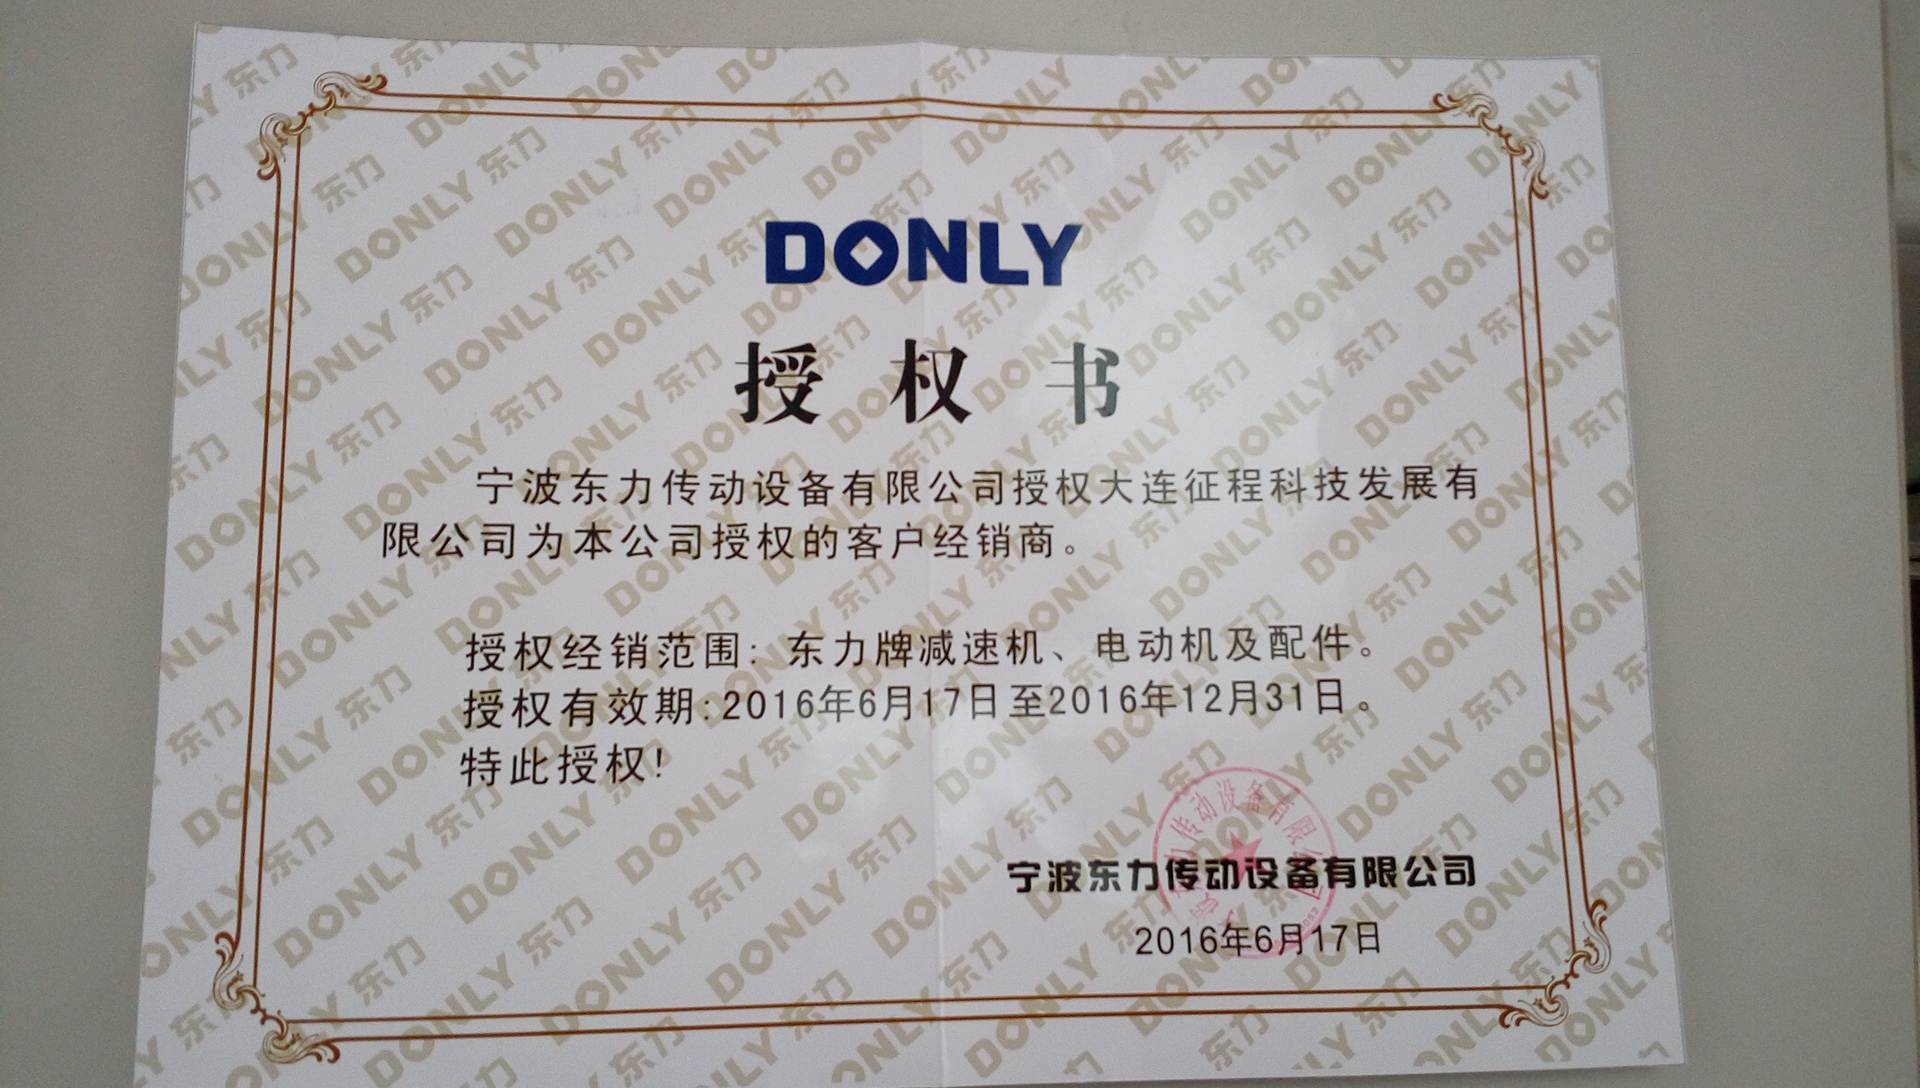 DONLY
授权书
宁波东力传动设备有限公司授权大连征程科技发展有
限公司为本公司授权的客户经销商。
授权经销范围：东力牌减速机、电动机及配件。
授权有效期:2016年6月17日至2016年12月31日。
特此授权!
宁波东力传动设备有限公司
2016年6月17日
DONLY 东力